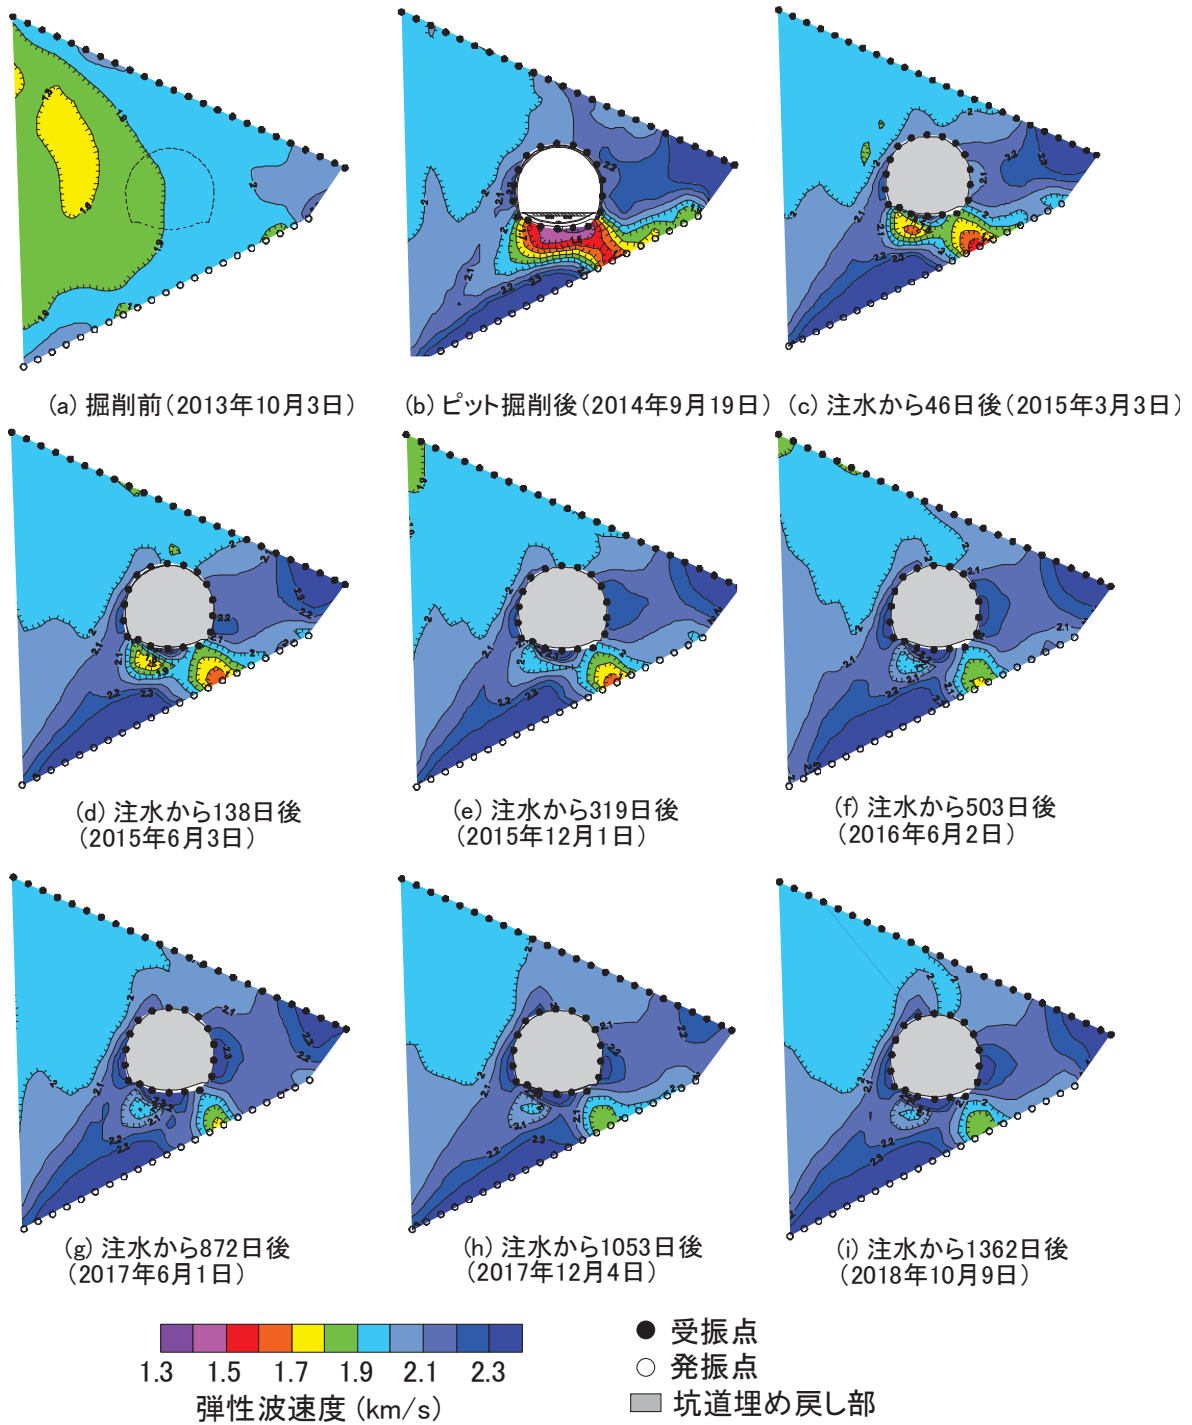 (a) 掘削前(2013年10月3日)
(b) ピット掘削後(2014年9月19日)
(c) 注水から46日後(2015年3月3日)
(d) 注水から138日後
(2015年6月3日)
(e) 注水から319日後
(2015年12月1日)
(f) 注水から503日後
(2016年6月2日)
(g) 注水から872日後
(2017年6月1日)
(h) 注水から1053日後
(2017年12月4日)
(i) 注水から1362日後
(2018年10月9日)
1.3 1.5 1.7 1.9 2.1 2.3
弾性波速度 (km/s)
受振点
発振点
坑道埋め戻し部